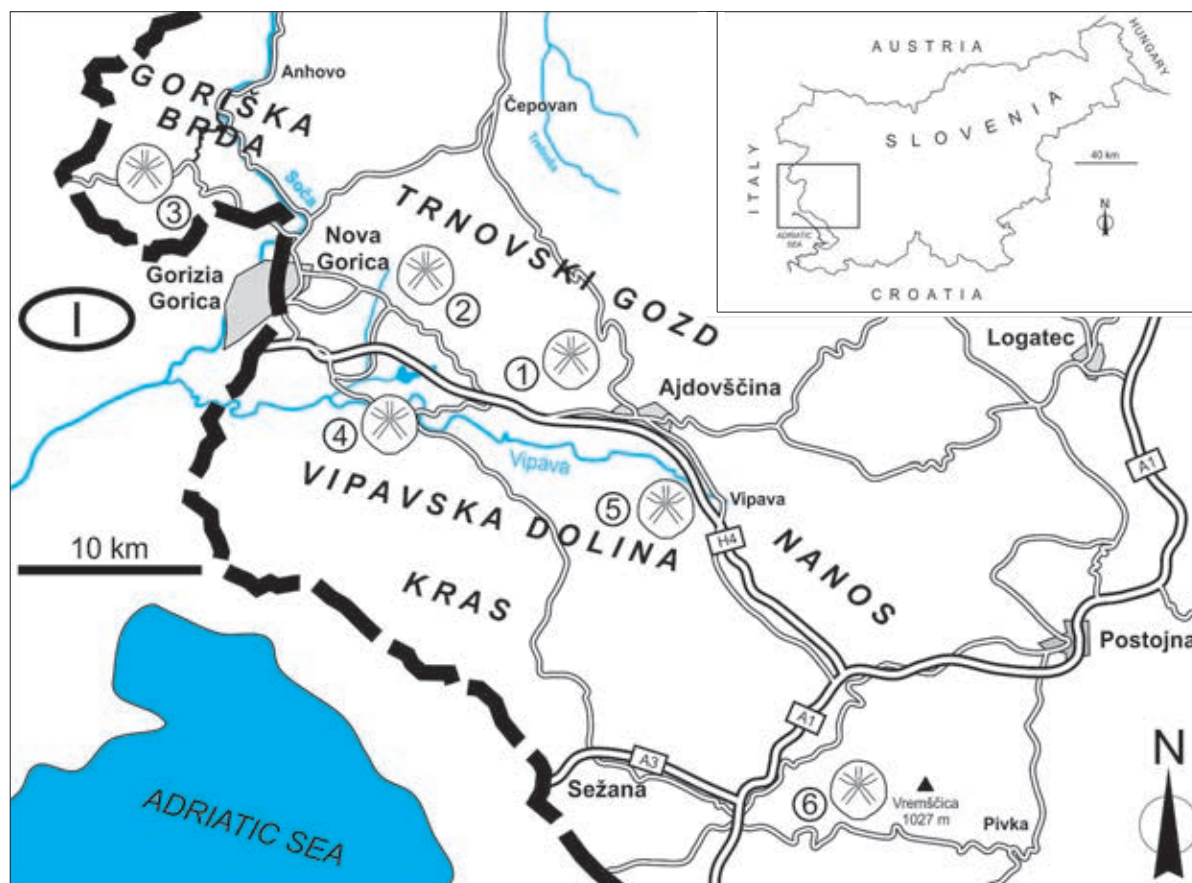 Anhovo
GORIŠKA
BRDA
Čepovan
Trebuša
Soča
3
TRNOVSKI GOZD
Nova
Gorica
Gorizia
Gorica
2
I
1
Ajdovščina
Logatec
4
Vipava
VIPAVSKA DOLINA
5
Vipava
A1
H4
10 km
KRAS
NANOS
Postojna
A1
A3
Sežana
6
Vremščica
1027 m
Pivka
N
ADRIATIC SEA
AUSTRIA
HUNGARY
SLOVENIA
ITALY
40 km
N
ADRIATIC
SEA
CROATIA